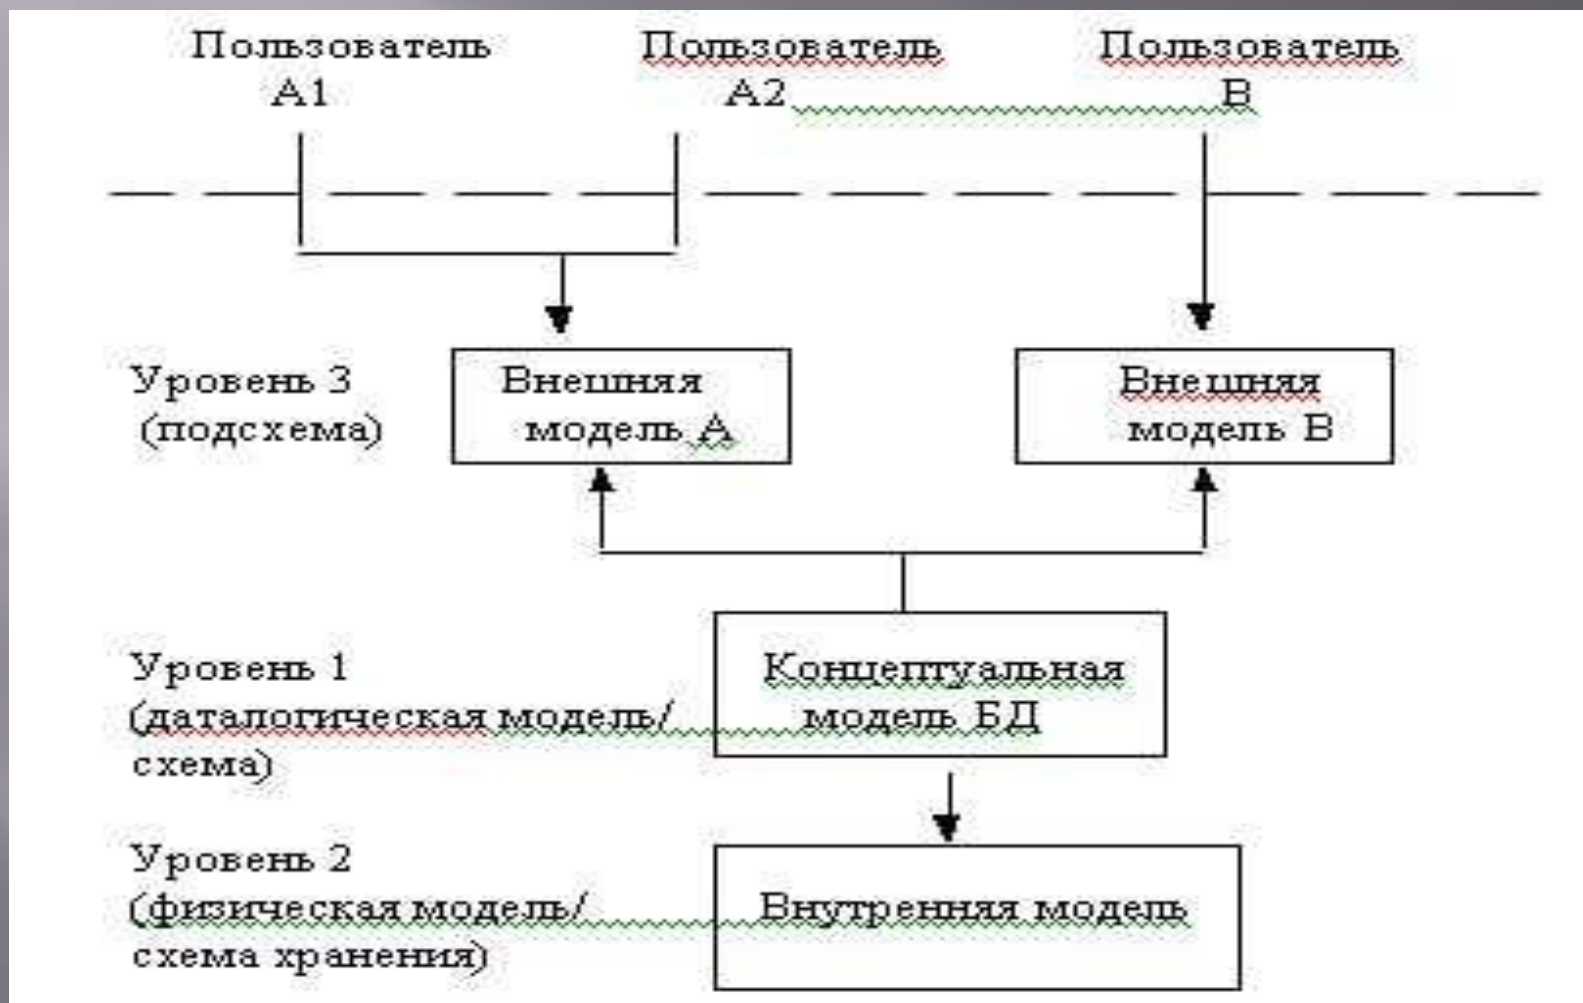 Пользователь Пользователь Пользователь
А1 А2 В
Уровень 3 Внешняя Внешняя
(подсхема) модель А модель В
Уровень 1 Концептуальная
(даталогическая модель/ модель БД
схема)
Уровень 2
(физическая модель/ Внутренняя модель
схема хранения)